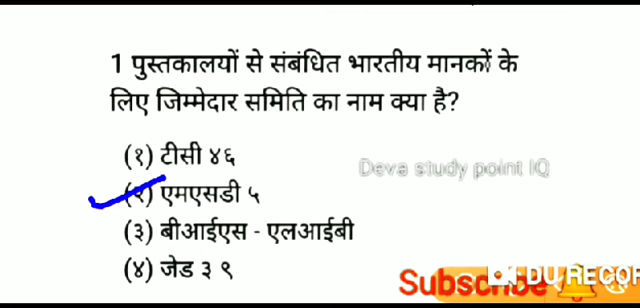 1 पुस्तकालयों से संबंधित भारतीय मानकों के
लिए जिम्मेदार समिति का नाम क्या है?
(१) टीसी ४६
Deva study point IQ
(२) एमएसडी ५
(३) बीआईएस - एलआईबी
(४) जेड ३ ९
Subscribe
DU RECOR